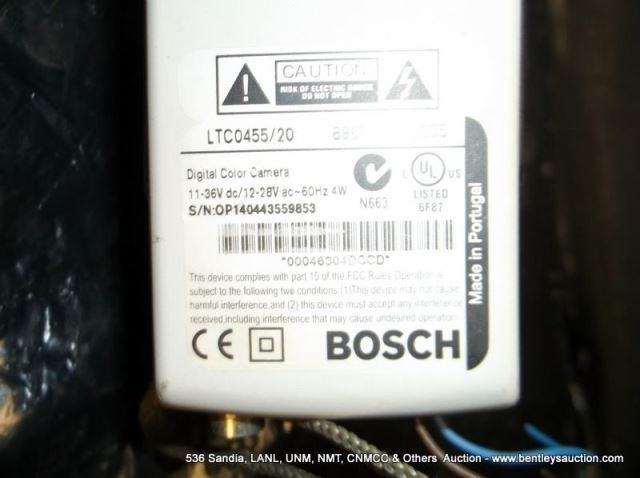 CAUTION
RISK OF ELECTRIC SHOCK
DO NOT OPEN
LTC0455/20
Digital Color Camera
11-36V dc/12-28V ac~60Hz 4W
S/N:OP140443559853
N663
C UL US
LISTED
6F87
Made in Portugal
This device complies with part 15 of the FCC Rules Operation is
subject to the following two conditions (1)This device may not cause
harmful interference,and (2) this device must accept any interference
received,including interference that may cause undesired operation
CE
BOSCH
536 Sandia, LANL, UNM, NMT, CNMCC & Others Auction - www.bentleysauction.com